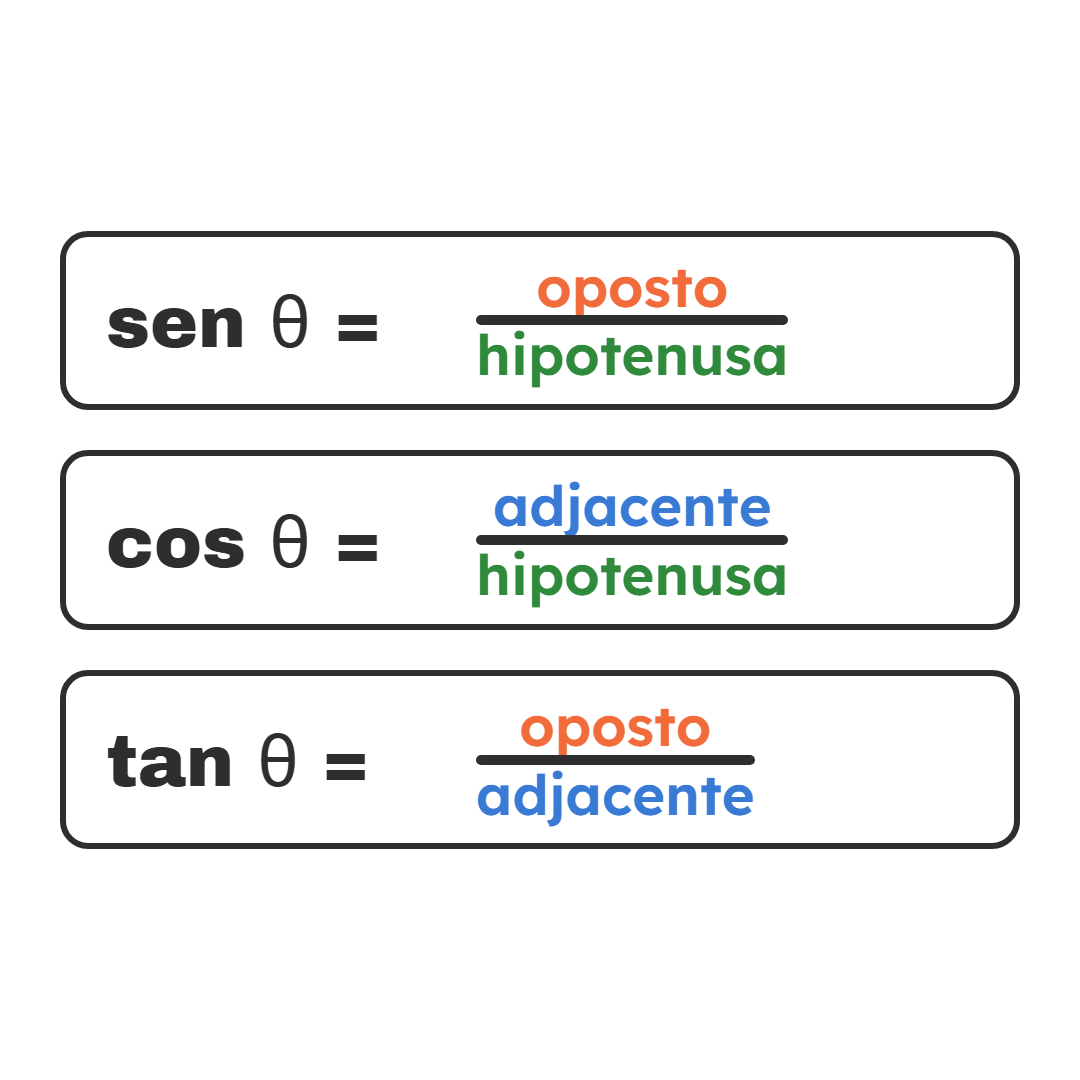 sen θ =
oposto
hipotenusa
cos θ =
adjacente
hipotenusa
tan θ =
oposto
adjacente